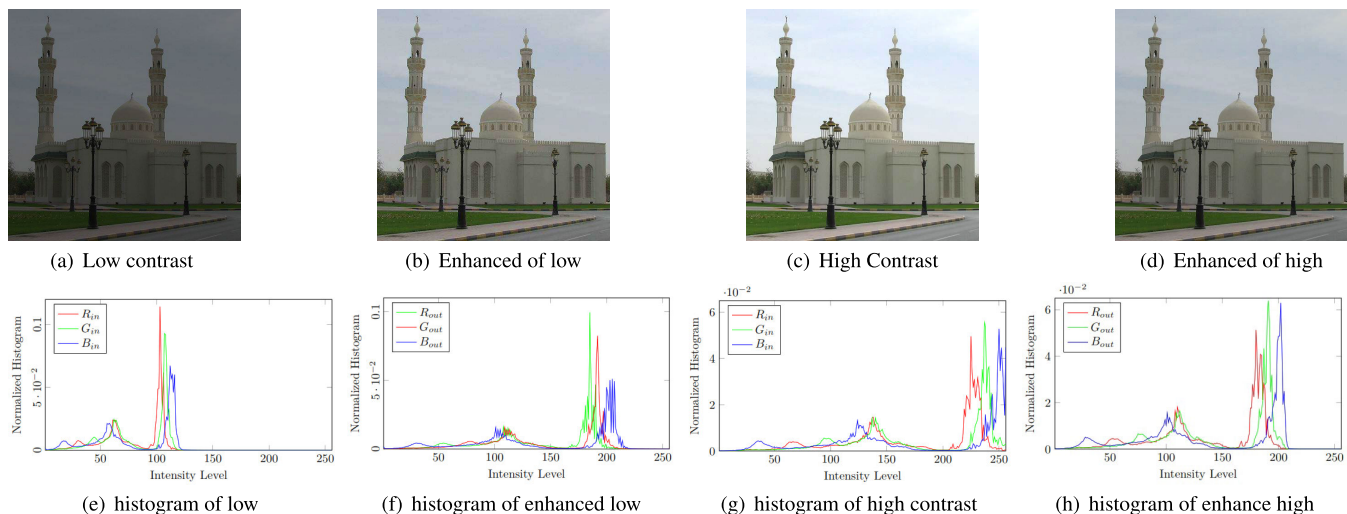 (a) Low contrast
(b) Enhanced of low
(c) High Contrast
(d) Enhanced of high
Normalized Histogram
0.1
5 · 10⁻²
0
R_in
G_in
B_in
50 100 150 200 250
Intensity Level
(e) histogram of low
Normalized Histogram
0.1
5 · 10⁻²
0
R_out
G_out
B_out
50 100 150 200 250
Intensity Level
(f) histogram of enhanced low
·10⁻²
Normalized Histogram
6
4
2
0
R_in
G_in
B_in
50 100 150 200 250
Intensity Level
(g) histogram of high contrast
·10⁻²
Normalized Histogram
6
4
2
0
R_out
G_out
B_out
50 100 150 200 250
Intensity Level
(h) histogram of enhance high